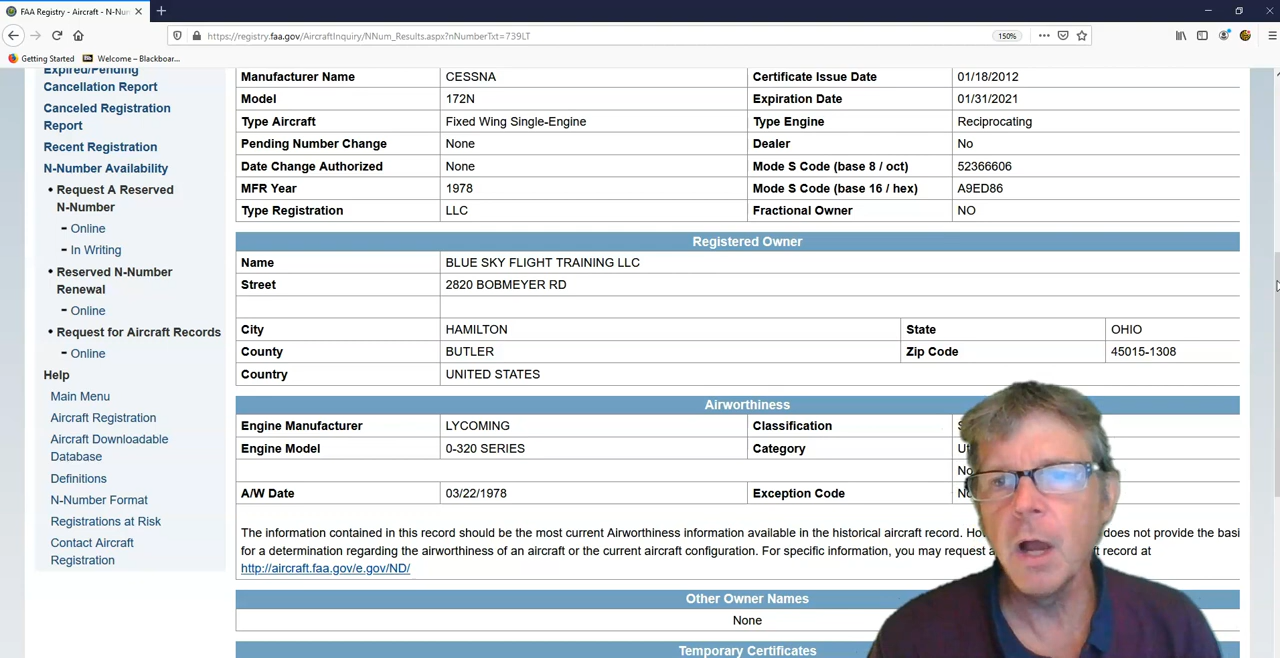 FAA Registry - Aircraft - N-Nun
https://registry.faa.gov/AircraftInquiry/NNum_Results.aspx?nNumberTxt=739LT
150%
Getting Started
Welcome – Blackboar...
Expired/Pending
Cancellation Report
Canceled Registration
Report
Recent Registration
N-Number Availability
Request A Reserved
N-Number
Online
In Writing
Reserved N-Number
Renewal
Online
Request for Aircraft Records
Online
Help
Main Menu
Aircraft Registration
Aircraft Downloadable
Database
Definitions
N-Number Format
Registrations at Risk
Contact Aircraft
Registration
Manufacturer Name CESSNA Certificate Issue Date 01/18/2012
Model 172N Expiration Date 01/31/2021
Type Aircraft Fixed Wing Single-Engine Type Engine Reciprocating
Pending Number Change None Dealer No
Date Change Authorized None Mode S Code (base 8 / oct) 52366606
MFR Year 1978 Mode S Code (base 16 / hex) A9ED86
Type Registration LLC Fractional Owner NO
Registered Owner
Name BLUE SKY FLIGHT TRAINING LLC
Street 2820 BOBMEYER RD
City HAMILTON State OHIO
County BUTLER Zip Code 45015-1308
Country UNITED STATES
Airworthiness
Engine Manufacturer LYCOMING Classification
Engine Model 0-320 SERIES Category
A/W Date 03/22/1978 Exception Code
The information contained in this record should be the most current Airworthiness information available in the historical aircraft record. does not provide the basi
for a determination regarding the airworthiness of an aircraft or the current aircraft configuration. For specific information, you may request record at
http://aircraft.faa.gov/e.gov/ND/
Other Owner Names
None
Temporary Certificates